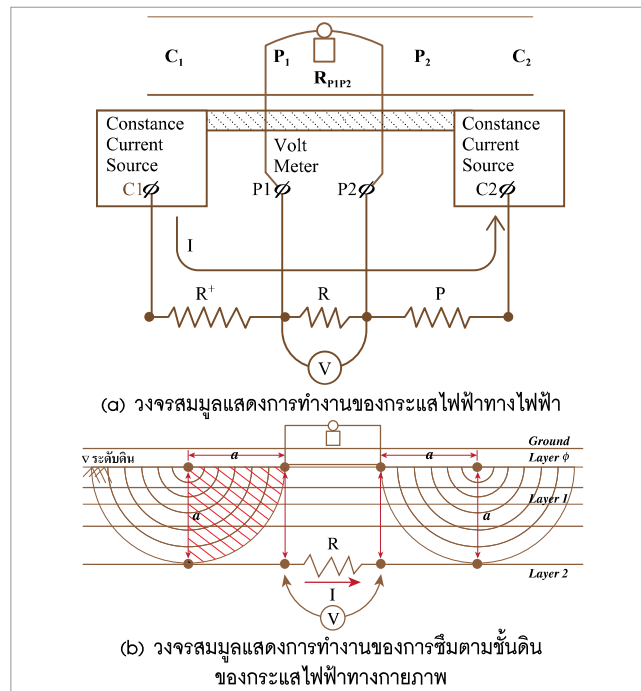 C₁ P₁ P₂ C₂
R_P1P2
Constance Current Source
Volt Meter
Constance Current Source
C1ϕ P1ϕ P2ϕ C2ϕ
I
R⁺ R P
V
(a) วงจรสมมูลแสดงการทำงานของกระแสไฟฟ้าทางไฟฟ้า
Ground
a a
∇ ระดับดิน Layer ϕ
Layer 1
a a
R
Layer 2
I
V
(b) วงจรสมมูลแสดงการทำงานของการซึมตามชั้นดิน
ของกระแสไฟฟ้าทางกายภาพ